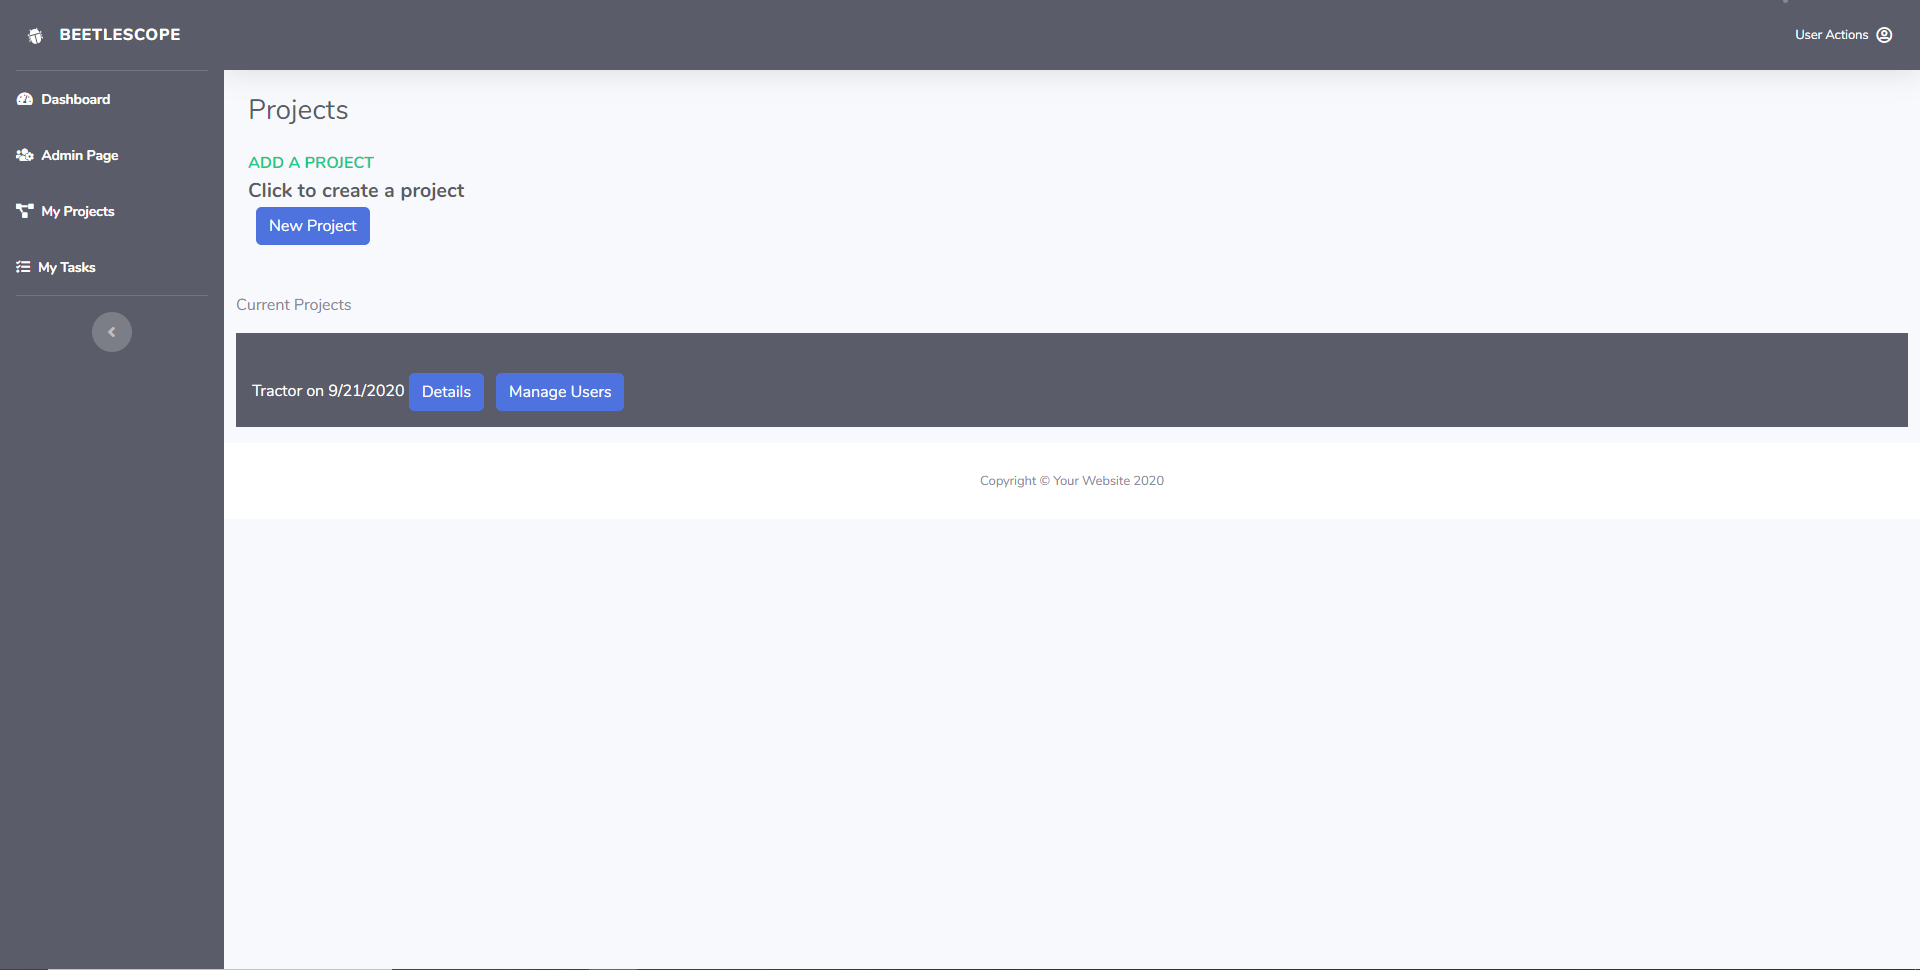 BEETLESCOPE
User Actions
Dashboard
Admin Page
My Projects
My Tasks
Projects
ADD A PROJECT
Click to create a project
New Project
Current Projects
Tractor on 9/21/2020 Details Manage Users
Copyright © Your Website 2020